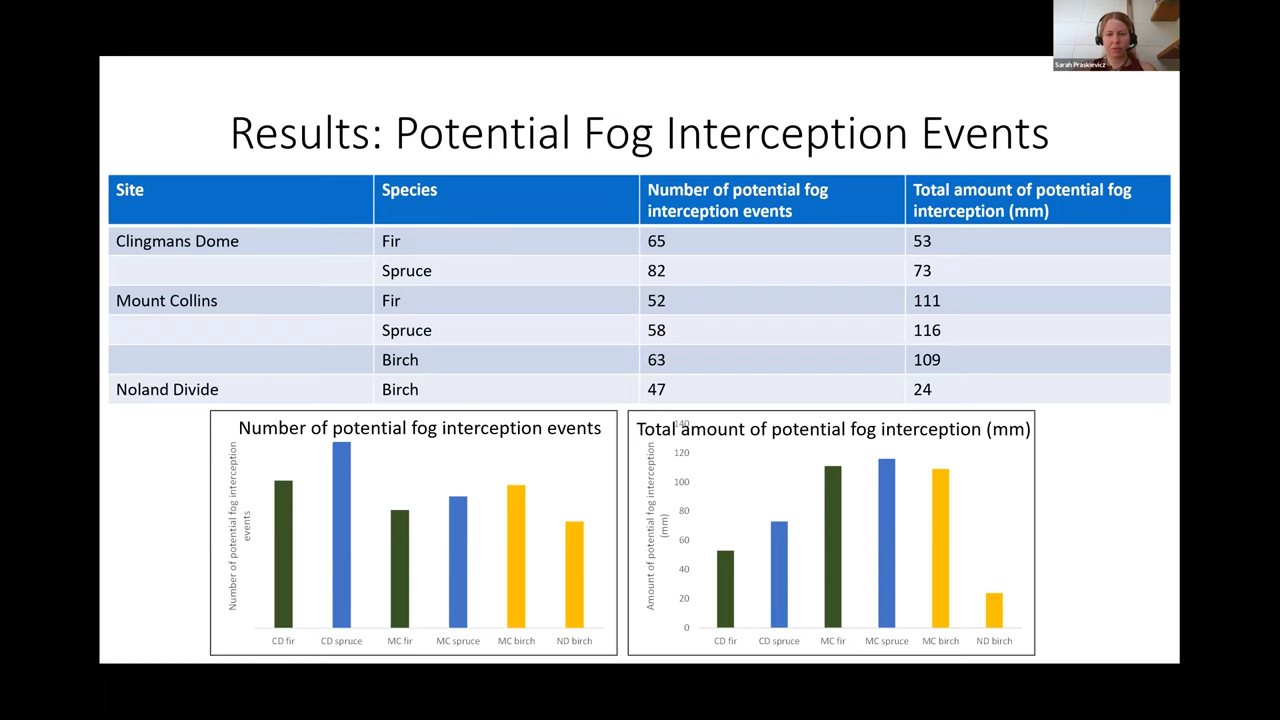 Sarah Praskievicz
Results: Potential Fog Interception Events
Site Species Number of potential fog interception events Total amount of potential fog interception (mm)
Clingmans Dome Fir 65 53
Spruce 82 73
Mount Collins Fir 52 111
Spruce 58 116
Birch 63 109
Noland Divide Birch 47 24
Number of potential fog interception events
Number of potential fog interception
events
CD fir CD spruce MC fir MC spruce MC birch ND birch
Total amount of potential fog interception (mm)
Amount of potential fog interception
(mm)
140
120
100
80
60
40
20
0
CD fir CD spruce MC fir MC spruce MC birch ND birch